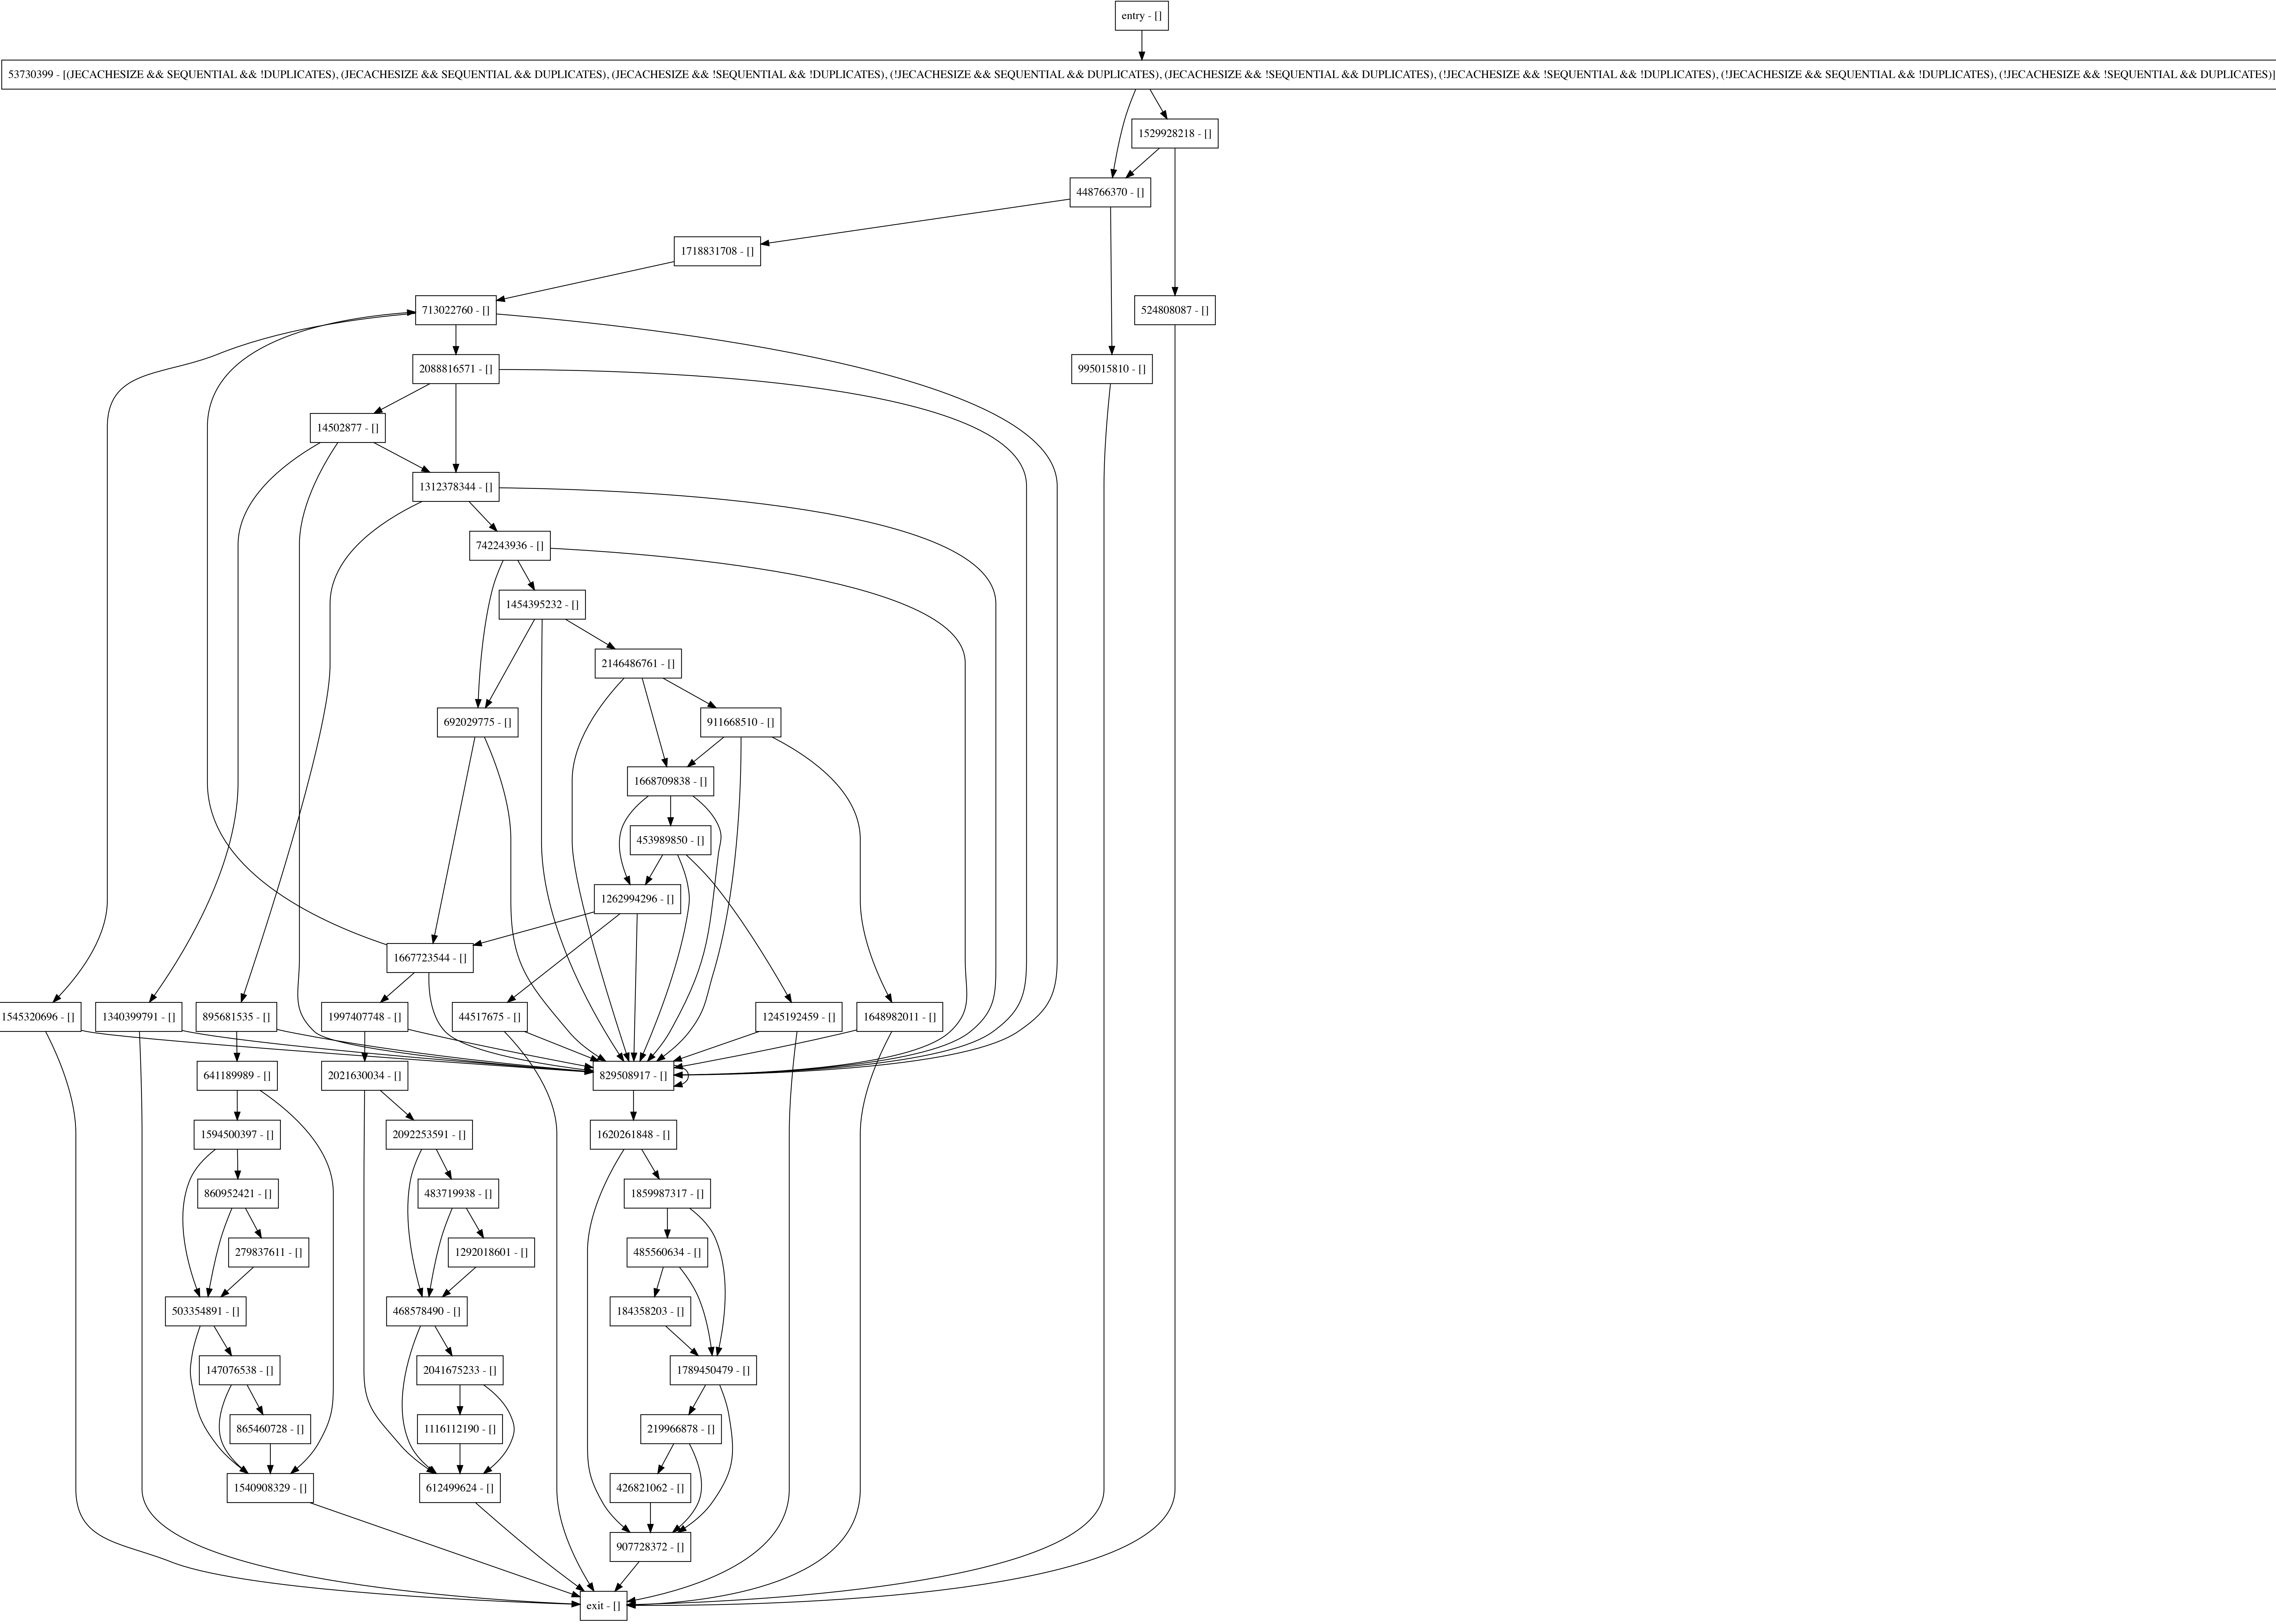 entry - []
53730399 - [(JECACHESIZE && SEQUENTIAL && !DUPLICATES), (JECACHESIZE && SEQUENTIAL && DUPLICATES), (JECACHESIZE && !SEQUENTIAL && !DUPLICATES), (!JECACHESIZE && SEQUENTIAL && DUPLICATES), (JECACHESIZE && !SEQUENTIAL && DUPLICATES), (!JECACHESIZE && !SEQUENTIAL && !DUPLICATES), (!JECACHESIZE && SEQUENTIAL && !DUPLICATES), (!JECACHESIZE && !SEQUENTIAL && DUPLICATES)]
1529928218 - []
448766370 - []
1718831708 - []
713022760 - []
524808087 - []
2088816571 - []
995015810 - []
14502877 - []
1312378344 - []
742243936 - []
1454395232 - []
2146486761 - []
692029775 - []
911668510 - []
1668709838 - []
453989850 - []
1262994296 - []
1667723544 - []
1545320696 - []
1340399791 - []
895681535 - []
1997407748 - []
44517675 - []
1245192459 - []
1648982011 - []
641189989 - []
2021630034 - []
829508917 - []
1594500397 - []
2092253591 - []
1620261848 - []
860952421 - []
483719938 - []
1859987317 - []
279837611 - []
1292018601 - []
485560634 - []
503354891 - []
468578490 - []
184358203 - []
147076538 - []
2041675233 - []
1789450479 - []
865460728 - []
1116112190 - []
219966878 - []
1540908329 - []
612499624 - []
426821062 - []
907728372 - []
exit - []